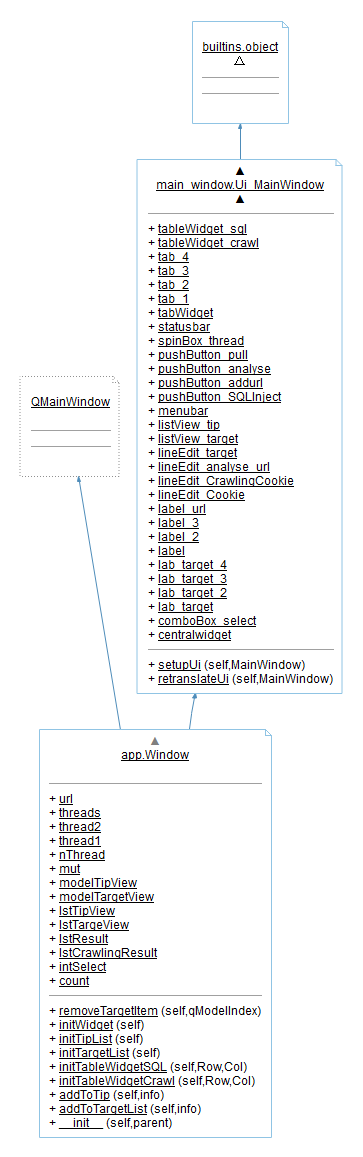 builtins.object
△
▲
main_window.Ui_MainWindow
▲
+ tableWidget_sql
+ tableWidget_crawl
+ tab_4
+ tab_3
+ tab_2
+ tab_1
+ tabWidget
+ statusbar
+ spinBox_thread
+ pushButton_pull
+ pushButton_analyse
+ pushButton_addurl
+ pushButton_SQLInject
+ menubar
+ listView_tip
+ listView_target
+ lineEdit_target
+ lineEdit_analyse_url
+ lineEdit_CrawlingCookie
+ lineEdit_Cookie
+ label_url
+ label_3
+ label_2
+ label
+ lab_target_4
+ lab_target_3
+ lab_target_2
+ lab_target
+ comboBox_select
+ centralwidget
+ setupUi (self,MainWindow)
+ retranslateUi (self,MainWindow)
QMainWindow
▲
app.Window
+ url
+ threads
+ thread2
+ thread1
+ nThread
+ mut
+ modelTipView
+ modelTargetView
+ lstTipView
+ lstTargeView
+ lstResult
+ lstCrawlingResult
+ intSelect
+ count
+ removeTargetItem (self,qModelIndex)
+ initWidget (self)
+ initTipList (self)
+ initTargetList (self)
+ initTableWidgetSQL (self,Row,Col)
+ initTableWidgetCrawl (self,Row,Col)
+ addToTip (self,info)
+ addToTargetList (self,info)
+ __init__ (self,parent)